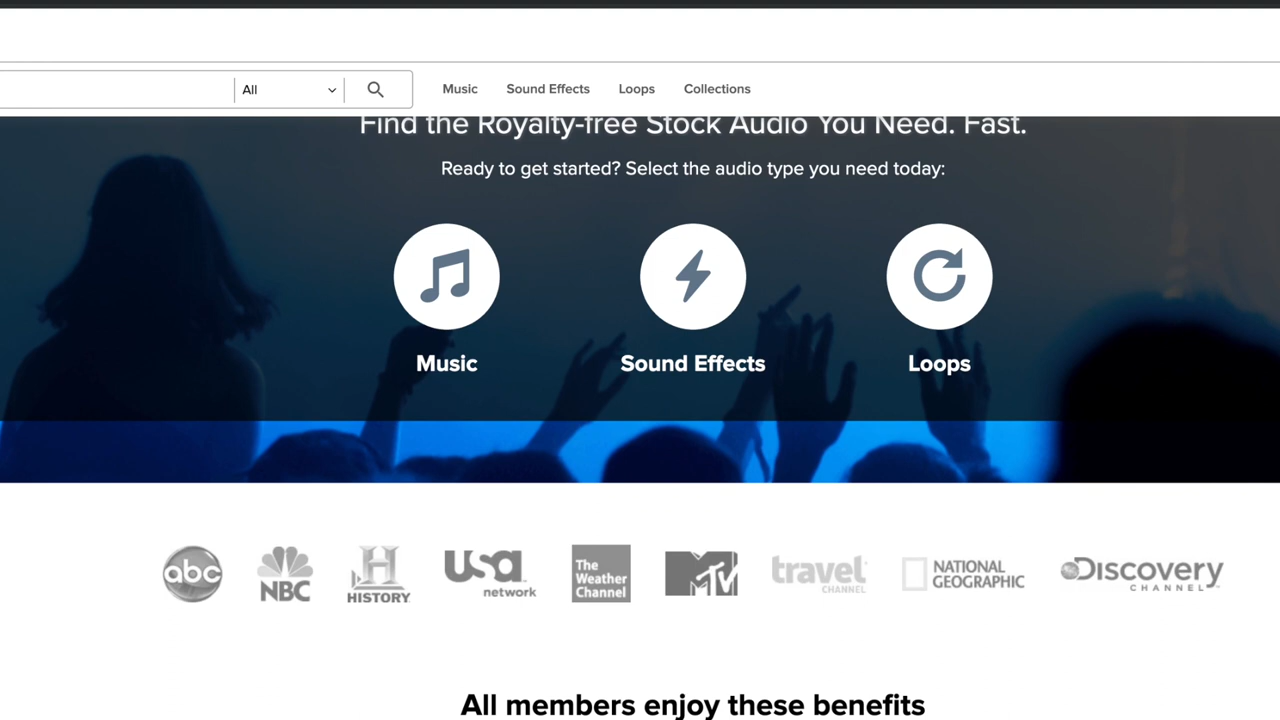 All
Music Sound Effects Loops Collections
Find the Royalty-free Stock Audio You Need. Fast.
Ready to get started? Select the audio type you need today:
Music Sound Effects Loops
abc NBC HISTORY usa network The Weather Channel MTV travel CHANNEL NATIONAL GEOGRAPHIC Discovery CHANNEL
All members enjoy these benefits